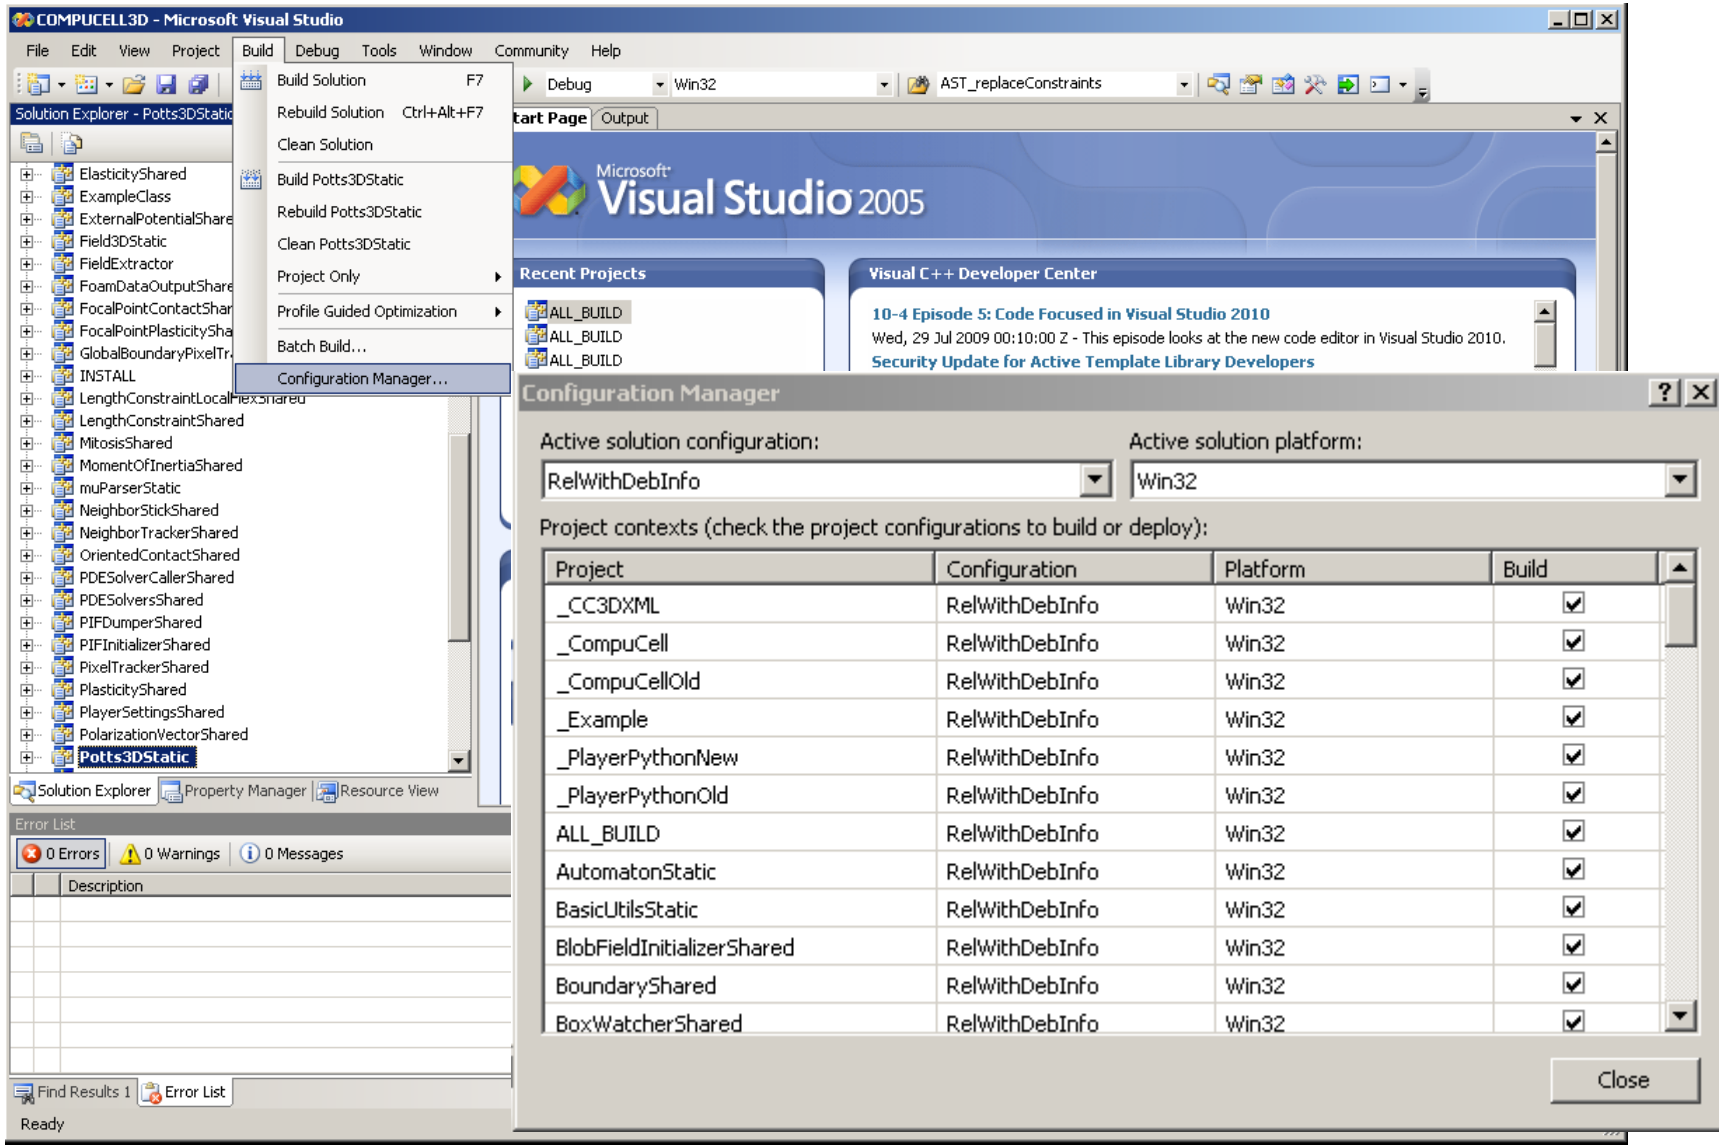 COMPUCELL3D - Microsoft Visual Studio
File Edit View Project Build Debug Tools Window Community Help
Debug Win32 AST_replaceConstraints
Solution Explorer - Potts3DStatic
Build Solution F7
Rebuild Solution Ctrl+Alt+F7
Clean Solution
Build Potts3DStatic
Rebuild Potts3DStatic
Clean Potts3DStatic
Project Only
Profile Guided Optimization
Batch Build...
Configuration Manager...
ElasticityShared
ExampleClass
ExternalPotentialShare
Field3DStatic
FieldExtractor
FoamDataOutputShare
FocalPointContactShar
FocalPointPlasticitySha
GlobalBoundaryPixelTr
INSTALL
LengthConstraintLocalFlexShared
LengthConstraintShared
MitosisShared
MomentOfInertiaShared
muParserStatic
NeighborStickShared
NeighborTrackerShared
OrientedContactShared
PDESolverCallerShared
PDESolversShared
PIFDumperShared
PIFInitializerShared
PixelTrackerShared
PlasticityShared
PlayerSettingsShared
PolarizationVectorShared
Potts3DStatic
Solution Explorer Property Manager Resource View
tart Page Output
Microsoft
Visual Studio 2005
Recent Projects
ALL_BUILD
ALL_BUILD
ALL_BUILD
Visual C++ Developer Center
10-4 Episode 5: Code Focused in Visual Studio 2010
Wed, 29 Jul 2009 00:10:00 Z - This episode looks at the new code editor in Visual Studio 2010.
Security Update for Active Template Library Developers
Configuration Manager
Active solution configuration: Active solution platform:
RelWithDebInfo Win32
Project contexts (check the project configurations to build or deploy):
Project Configuration Platform Build
_CC3DXML RelWithDebInfo Win32
_CompuCell RelWithDebInfo Win32
_CompuCellOld RelWithDebInfo Win32
_Example RelWithDebInfo Win32
_PlayerPythonNew RelWithDebInfo Win32
_PlayerPythonOld RelWithDebInfo Win32
ALL_BUILD RelWithDebInfo Win32
AutomatonStatic RelWithDebInfo Win32
BasicUtilsStatic RelWithDebInfo Win32
BlobFieldInitializerShared RelWithDebInfo Win32
BoundaryShared RelWithDebInfo Win32
BoxWatcherShared RelWithDebInfo Win32
Close
Error List
0 Errors 0 Warnings 0 Messages
Description
Find Results 1 Error List
Ready